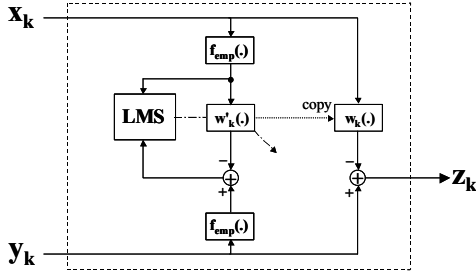 xk
femp(.)
copy
LMS
w'k(.)
wk(.)
−
−
+
+
+
+
zk
femp(.)
yk